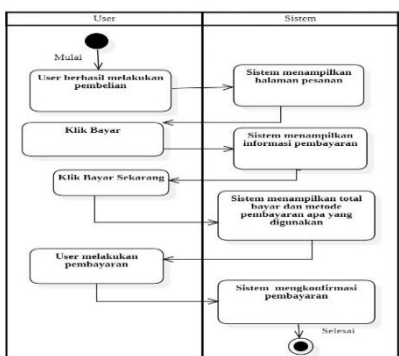 User
Sistem
Mulai
User berhasil melakukan
pembelian
Sistem menampilkan
halaman pesanan
Klik Bayar
Sistem menampilkan
informasi pembayaran
Klik Bayar Sekarang
Sistem menampilkan total
bayar dan metode
pembayaran apa yang
digunakan
User melakukan
pembayaran
Sistem mengkonfirmasi
pembayaran
Selesai